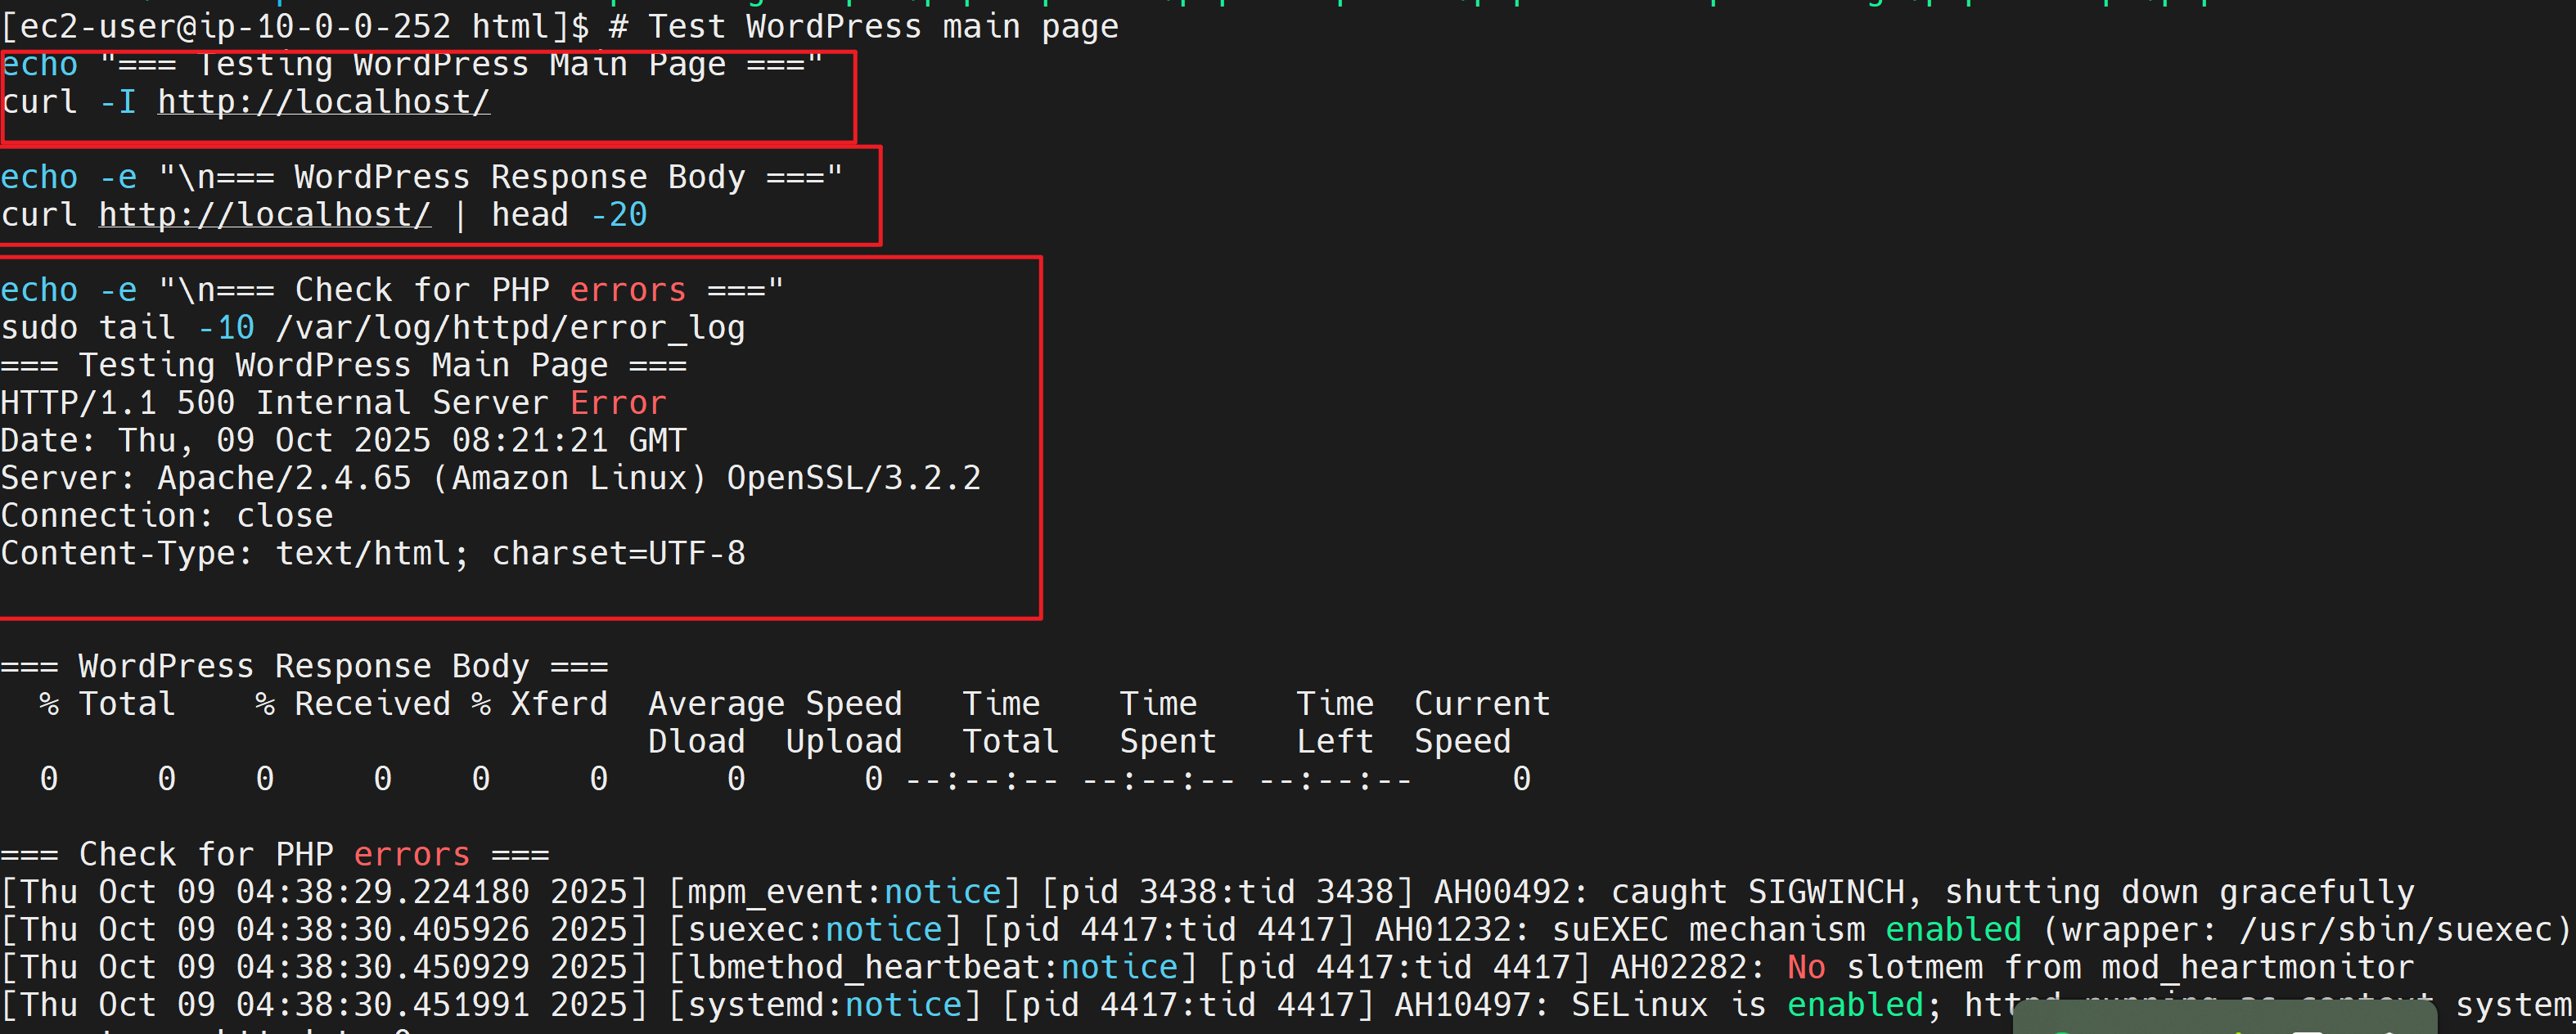 [ec2-user@ip-10-0-0-252 html]$ # Test WordPress main page
echo "=== Testing WordPress Main Page ==="
curl -I http://localhost/
echo -e "\n=== WordPress Response Body ==="
curl http://localhost/ | head -20
echo -e "\n=== Check for PHP errors ==="
sudo tail -10 /var/log/httpd/error_log
=== Testing WordPress Main Page ===
HTTP/1.1 500 Internal Server Error
Date: Thu, 09 Oct 2025 08:21:21 GMT
Server: Apache/2.4.65 (Amazon Linux) OpenSSL/3.2.2
Connection: close
Content-Type: text/html; charset=UTF-8
=== WordPress Response Body ===
  % Total    % Received % Xferd  Average Speed   Time    Time     Time  Current
                                 Dload  Upload   Total   Spent    Left  Speed
  0     0    0     0    0     0      0      0 --:--:-- --:--:-- --:--:--     0
=== Check for PHP errors ===
[Thu Oct 09 04:38:29.224180 2025] [mpm_event:notice] [pid 3438:tid 3438] AH00492: caught SIGWINCH, shutting down gracefully
[Thu Oct 09 04:38:30.405926 2025] [suexec:notice] [pid 4417:tid 4417] AH01232: suEXEC mechanism enabled (wrapper: /usr/sbin/suexec)
[Thu Oct 09 04:38:30.450929 2025] [lbmethod_heartbeat:notice] [pid 4417:tid 4417] AH02282: No slotmem from mod_heartmonitor
[Thu Oct 09 04:38:30.451991 2025] [systemd:notice] [pid 4417:tid 4417] AH10497: SELinux is enabled; httpd running as context system_